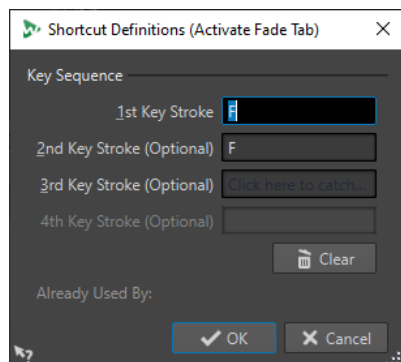 Shortcut Definitions (Activate Fade Tab)
Key Sequence
1st Key Stroke F
2nd Key Stroke (Optional) F
3rd Key Stroke (Optional) Click here to catch...
4th Key Stroke (Optional)
Clear
Already Used By:
OK Cancel